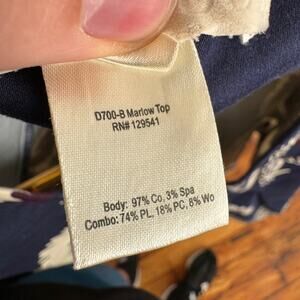 D700-B Marlow Top
RN# 129541
Body: 97% Co, 3% Spa
Combo: 74% PL, 18% PC, 8% Wo